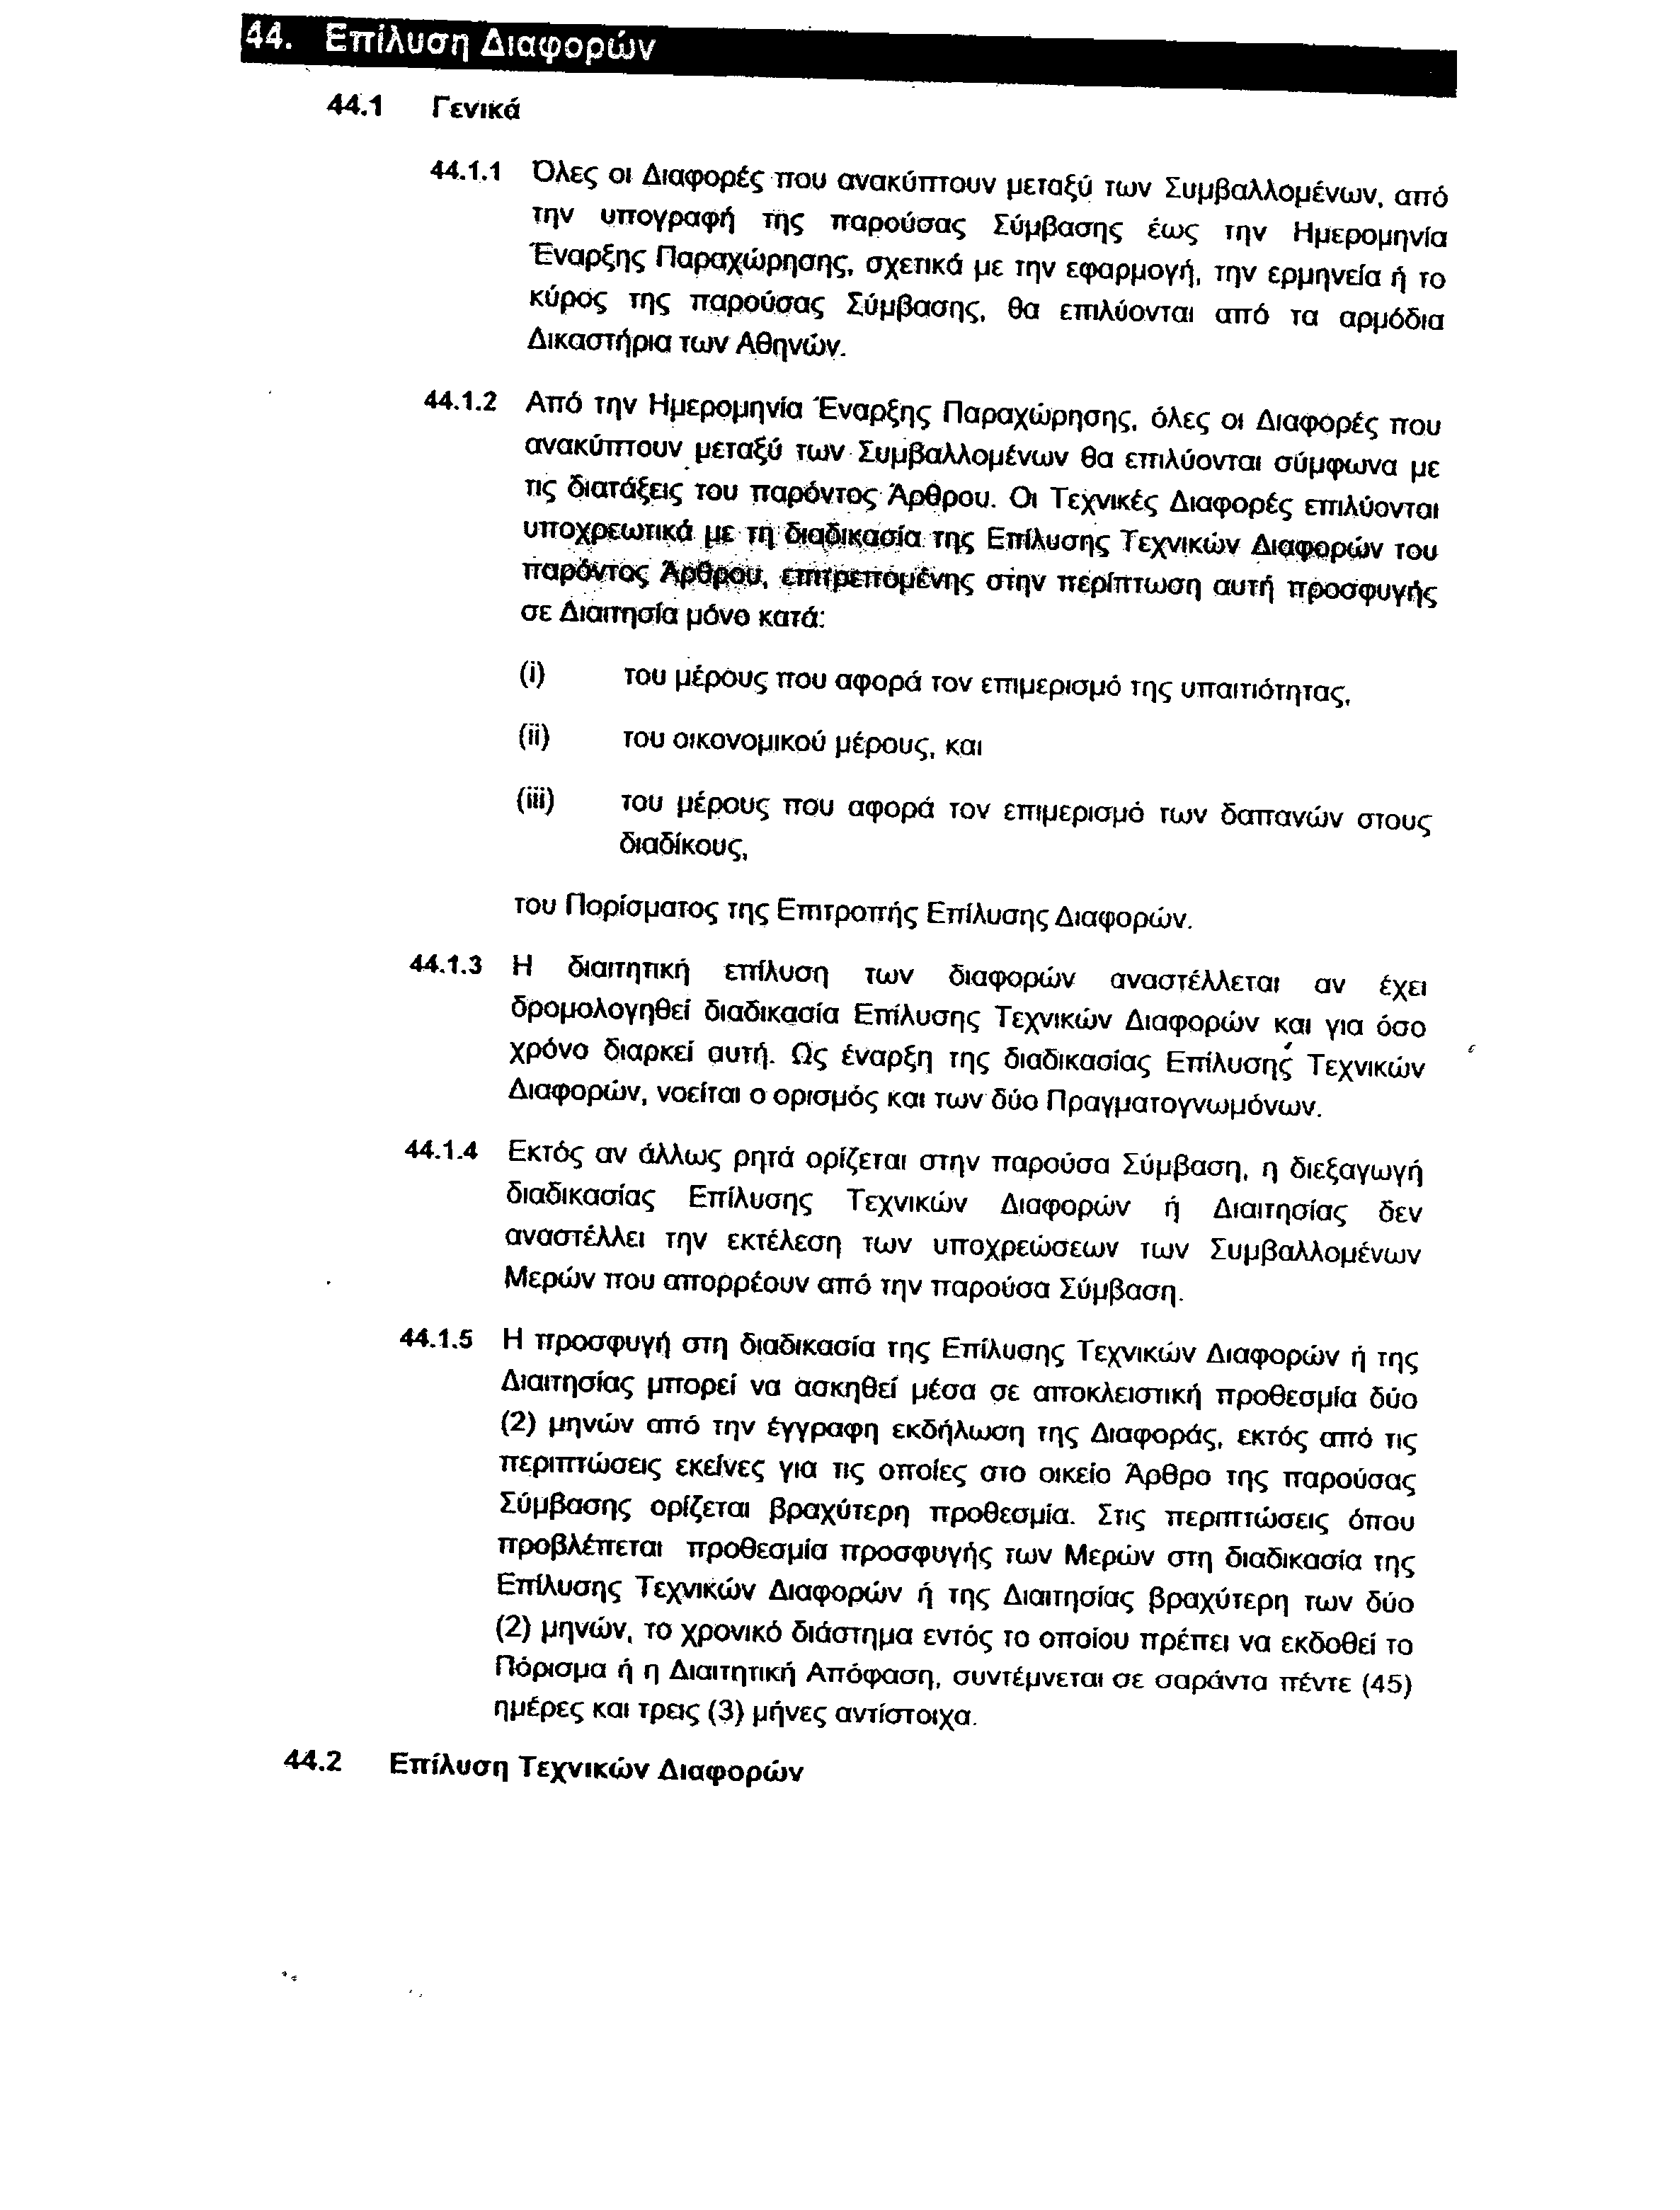 44. Επίλυση Διαφορών
44.1 Γενικά
44.1.1 Όλες οι Διαφορές που ανακύπτουν μεταξύ των Συμβαλλομένων, από
την υπογραφή της παρούσας Σύμβασης έως την Ημερομηνία
Έναρξης Παραχώρησης, σχετικά με την εφαρμογή, την ερμηνεία ή το
κύρος της παρούσας Σύμβασης, θα επιλύονται από τα αρμόδια
Δικαστήρια των Αθηνών.
44.1.2 Από την Ημερομηνία Έναρξης Παραχώρησης, όλες οι Διαφορές που
ανακύπτουν μεταξύ των Συμβαλλομένων θα επιλύονται σύμφωνα με
τις διατάξεις του παρόντος Άρθρου. Οι Τεχνικές Διαφορές επιλύονται
υποχρεωτικά με τη διαδικασία της Επίλυσης Τεχνικών Διαφορών του
παρόντος Άρθρου, επιτρεπομένης στην περίπτωση αυτή προσφυγής
σε Διαιτησία μόνο κατά:
(i) του μέρους που αφορά τον επιμερισμό της υπαιτιότητας,
(ii) του οικονομικού μέρους, και
(iii) του μέρους που αφορά τον επιμερισμό των δαπανών στους
διαδίκους,
του Πορίσματος της Επιτροπής Επίλυσης Διαφορών.
44.1.3 Η διαιτητική επίλυση των διαφορών αναστέλλεται αν έχει
δρομολογηθεί διαδικασία Επίλυσης Τεχνικών Διαφορών και για όσο
χρόνο διαρκεί αυτή. Ως έναρξη της διαδικασίας Επίλυσης Τεχνικών
Διαφορών, νοείται ο ορισμός και των δύο Πραγματογνωμόνων.
44.1.4 Εκτός αν άλλως ρητά ορίζεται στην παρούσα Σύμβαση, η διεξαγωγή
διαδικασίας Επίλυσης Τεχνικών Διαφορών ή Διαιτησίας δεν
αναστέλλει την εκτέλεση των υποχρεώσεων των Συμβαλλομένων
Μερών που απορρέουν από την παρούσα Σύμβαση.
44.1.5 Η προσφυγή στη διαδικασία της Επίλυσης Τεχνικών Διαφορών ή της
Διαιτησίας μπορεί να ασκηθεί μέσα σε αποκλειστική προθεσμία δύο
(2) μηνών από την έγγραφη εκδήλωση της Διαφοράς, εκτός από τις
περιπτώσεις εκείνες για τις οποίες στο οικείο Άρθρο της παρούσας
Σύμβασης ορίζεται βραχύτερη προθεσμία. Στις περιπτώσεις όπου
προβλέπεται προθεσμία προσφυγής των Μερών στη διαδικασία της
Επίλυσης Τεχνικών Διαφορών ή της Διαιτησίας βραχύτερη των δύο
(2) μηνών, το χρονικό διάστημα εντός το οποίου πρέπει να εκδοθεί το
Πόρισμα ή η Διαιτητική Απόφαση, συντέμνεται σε σαράντα πέντε (45)
ημέρες και τρεις (3) μήνες αντίστοιχα.
44.2 Επίλυση Τεχνικών Διαφορών